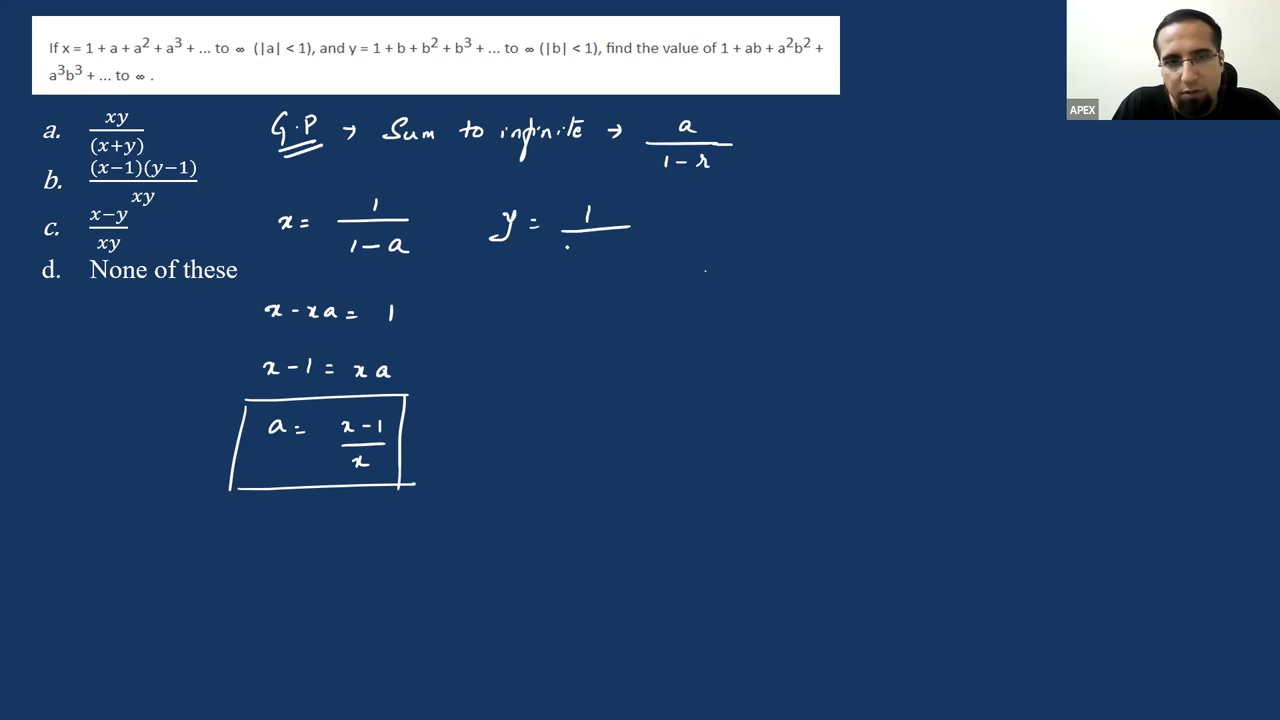 If x = 1 + a + a² + a³ + ... to ∞ (|a| < 1), and y = 1 + b + b² + b³ + ... to ∞ (|b| < 1), find the value of 1 + ab + a²b² +
a³b³ + ... to ∞ .
a. xy/(x+y)
b. (x−1)(y−1)/xy
c. x−y/xy
d. None of these
G.P → Sum to infinite → a/1-r
x = 1/1-a y = 1/
x - xa = 1
x - 1 = xa
a = x-1/x
APEX